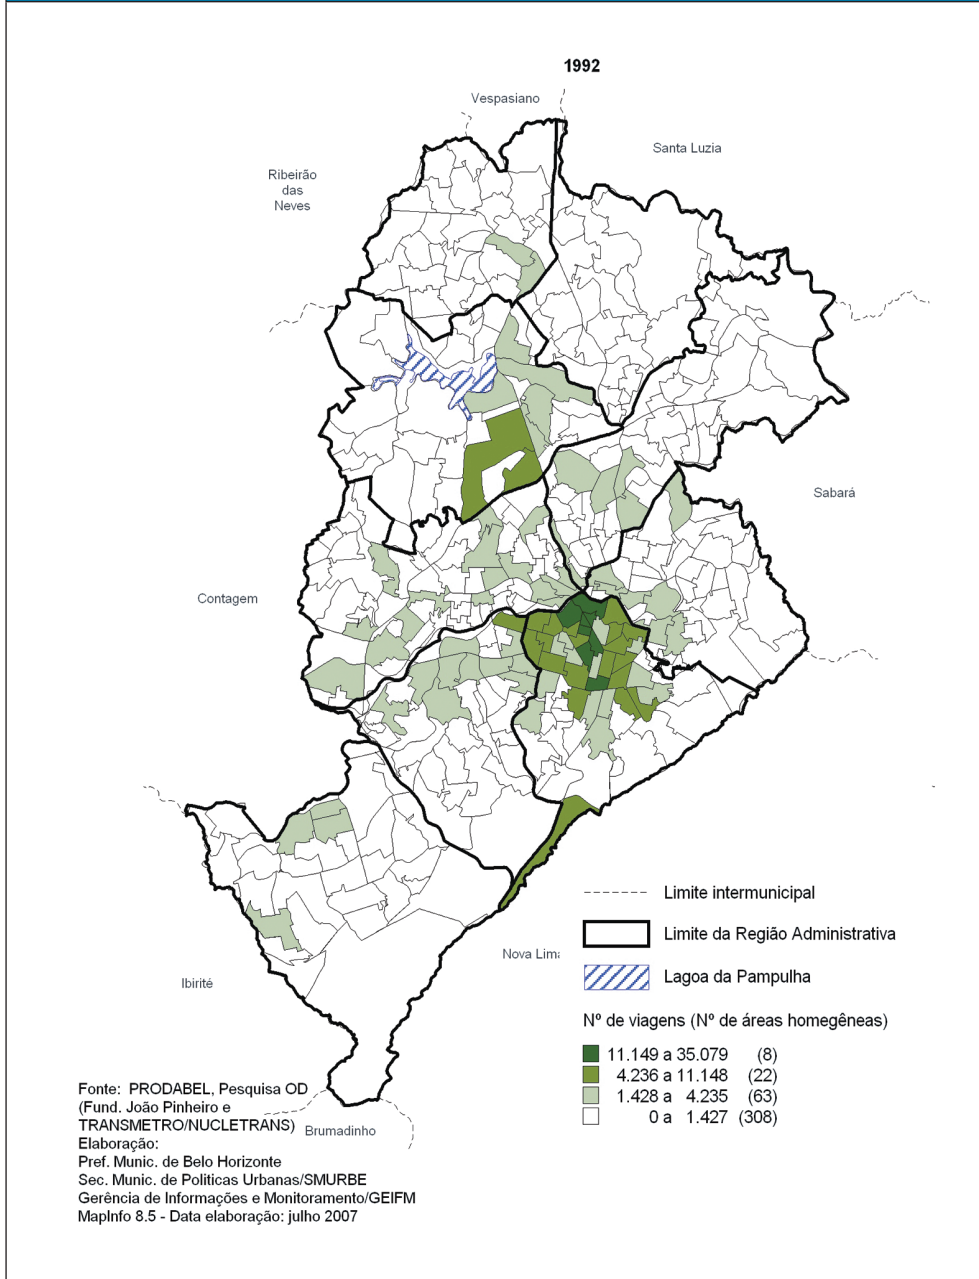 1992
Vespasiano
Santa Luzia
Ribeirão
das
Neves
Sabará
Contagem
Nova Lim
Ibirité
Brumadinho
Limite intermunicipal
Limite da Região Administrativa
Lagoa da Pampulha
Nº de viagens (Nº de áreas homegêneas)
11.149 a 35.079 (8)
4.236 a 11.148 (22)
1.428 a 4.235 (63)
0 a 1.427 (308)
Fonte: PRODABEL, Pesquisa OD
(Fund. João Pinheiro e
TRANSMETRO/NUCLETRANS)
Elaboração:
Pref. Munic. de Belo Horizonte
Sec. Munic. de Politicas Urbanas/SMURBE
Gerência de Informações e Monitoramento/GEIFM
MapInfo 8.5 - Data elaboração: julho 2007